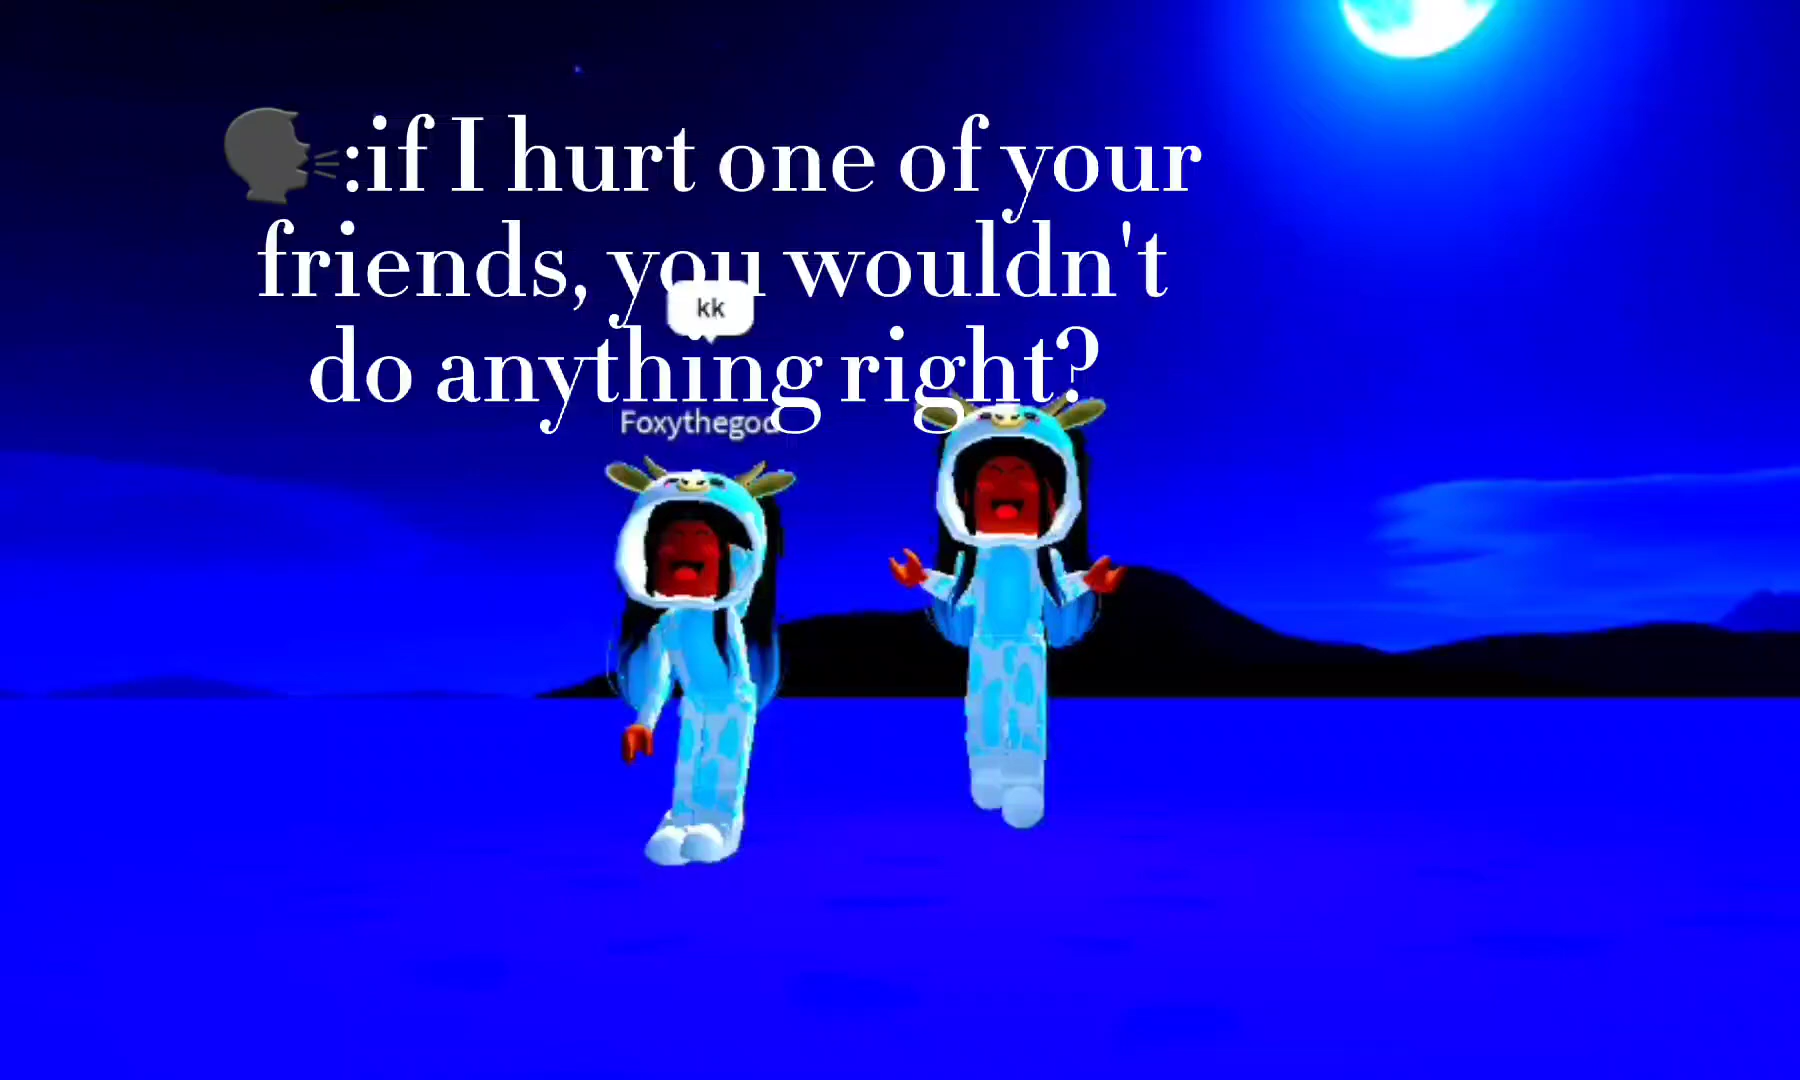 🗣:if I hurt one of your
friends, you wouldn't
kk
do anything right?
Foxythegod